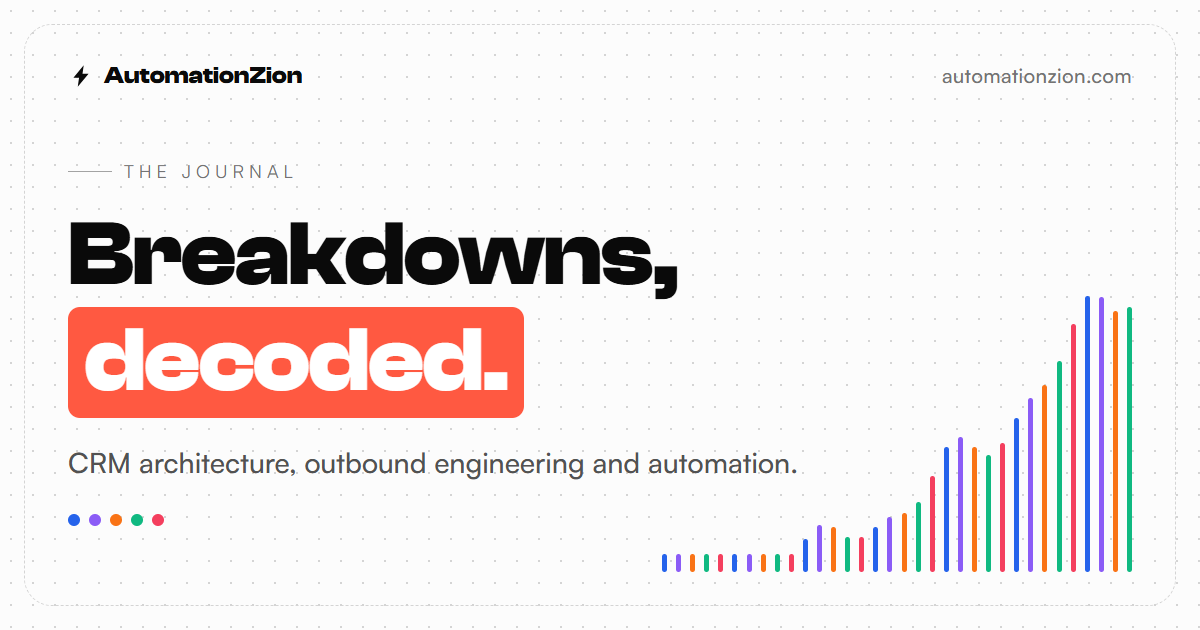 AutomationZion
automationzion.com
THE JOURNAL
Breakdowns,
decoded.
CRM architecture, outbound engineering and automation.